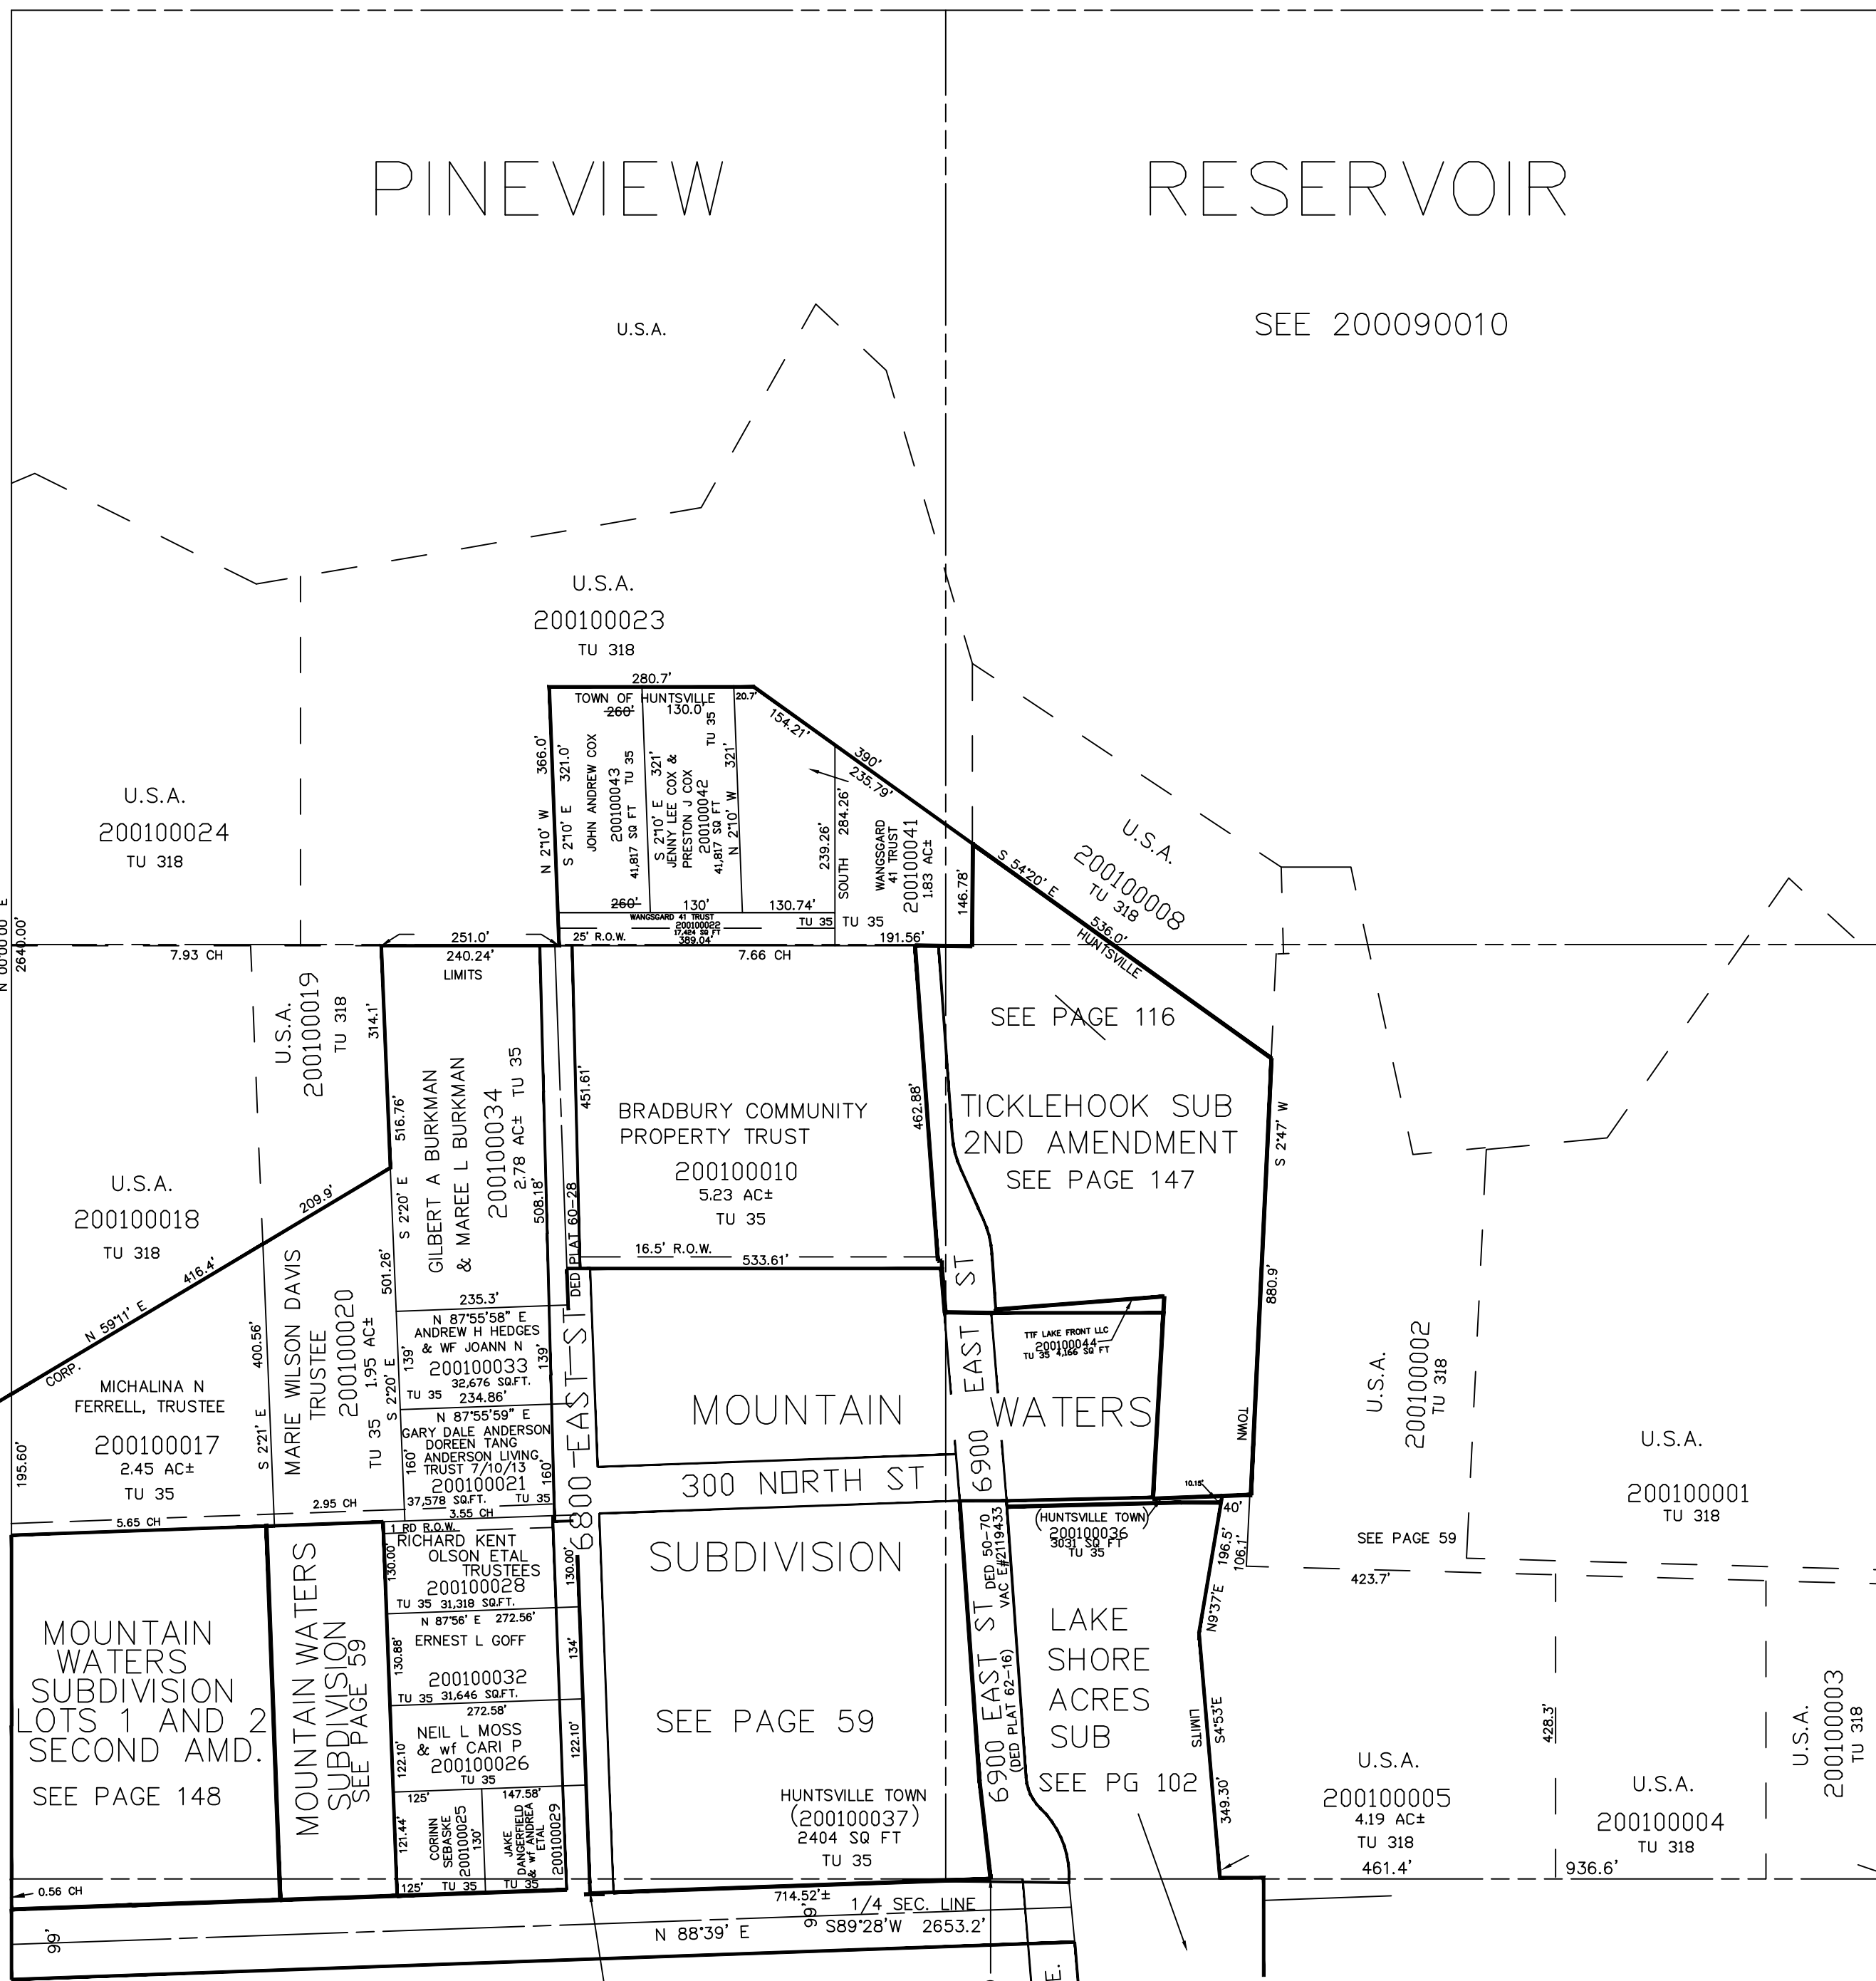 PINEVIEW
RESERVOIR
SEE 200090010
U.S.A.
U.S.A.
200100023
TU 318
U.S.A.
200100024
TU 318
280.7'
TOWN OF HUNTSVILLE
260'
130.0'
20.7'
154.21'
390'
235.79'
366.0'
N 2°10' W
321.0'
S 2°10' E
JOHN ANDREW COX
200100043
41,817 SQ FT TU 35
321'
S 2°10' E
JENNY LEE COX &
PRESTON J COX
200100042
41,817 SQ FT
TU 35
321'
N 2°10' W
239.26'
284.26'
SOUTH
WANGSGARD
41 TRUST
200100041
1.83 AC±
TU 35
146.78'
260'
130'
130.74'
WANGSGARD 41 TRUST
200100022
17,424 SQ FT
TU 35
25' R.O.W.
389.04'
191.56'
S 54°20' E
536.0'
HUNTSVILLE
U.S.A.
200100008
TU 318
N 00°00'00" E
2640.00'
7.93 CH
251.0'
240.24'
LIMITS
7.66 CH
U.S.A.
200100019
TU 318
314.1'
516.76'
S 2°20' E
501.26'
GILBERT A BURKMAN
& MAREE L BURKMAN
200100034
2.78 AC± TU 35
508.18'
DED PLAT 60-28
451.61'
BRADBURY COMMUNITY
PROPERTY TRUST
200100010
5.23 AC±
TU 35
16.5' R.O.W.
533.61'
462.88'
SEE PAGE 116
TICKLEHOOK SUB
2ND AMENDMENT
SEE PAGE 147
S 2°47' W
880.9'
TOWN
U.S.A.
200100018
TU 318
209.9'
416.4'
N 59°11' E
CORP.
MICHALINA N
FERRELL, TRUSTEE
200100017
2.45 AC±
TU 35
195.60'
400.56'
S 2°21' E
MARIE WILSON DAVIS
TRUSTEE
200100020
1.95 AC±
TU 35
S 2°20' E
235.3'
N 87°55'58" E
ANDREW H HEDGES
& WF JOANN N
139'
200100033
139'
32,676 SQ.FT.
TU 35
234.86'
N 87°55'59" E
GARY DALE ANDERSON
DOREEN TANG
ANDERSON LIVING
TRUST 7/10/13
160'
200100021
160'
37,578 SQ.FT. TU 35
2.95 CH
3.55 CH
5.65 CH
6800 EAST ST
MOUNTAIN WATERS
300 NORTH ST
SUBDIVISION
SEE PAGE 59
6900 EAST ST
TTF LAKE FRONT LLC
200100044
TU 35 4,166 SQ FT
(HUNTSVILLE TOWN)
200100036
3031 SQ FT
TU 35
10.15'
40'
196.5'
106.1'
N9°37'E
S4°53'E
LIMITS
349.30'
1 RD R.O.W.
RICHARD KENT
OLSON ETAL
TRUSTEES
200100028
TU 35 31,318 SQ.FT.
130.00'
130.00'
N 87°56' E 272.56'
ERNEST L GOFF
200100032
TU 35 31,646 SQ.FT.
130.88'
134'
272.58'
NEIL L MOSS
& wf CARI P
200100026
TU 35
122.10'
122.10'
125'
147.58'
121.44'
CORINN
SEBASKE
200100025
130'
JAKE
DANGERFIELD
& wf ANDREA
ETAL
200100029
125'
TU 35
TU 35
MOUNTAIN
WATERS
SUBDIVISION
LOTS 1 AND 2
SECOND AMD.
SEE PAGE 148
MOUNTAIN WATERS
SUBDIVISION
SEE PAGE 59
HUNTSVILLE TOWN
(200100037)
2404 SQ FT
TU 35
6900 EAST ST
DED 50-70
VAC E#2119433
(DED PLAT 62-16)
LAKE
SHORE
ACRES
SUB
SEE PG 102
U.S.A.
200100002
TU 318
U.S.A.
200100001
TU 318
SEE PAGE 59
423.7'
428.3'
U.S.A.
200100005
4.19 AC±
TU 318
461.4'
U.S.A.
200100004
TU 318
936.6'
U.S.A.
200100003
TU 318
0.56 CH
99'
714.52'±
99'
1/4 SEC. LINE
N 88°39' E
S89°28'W 2653.2'
E.